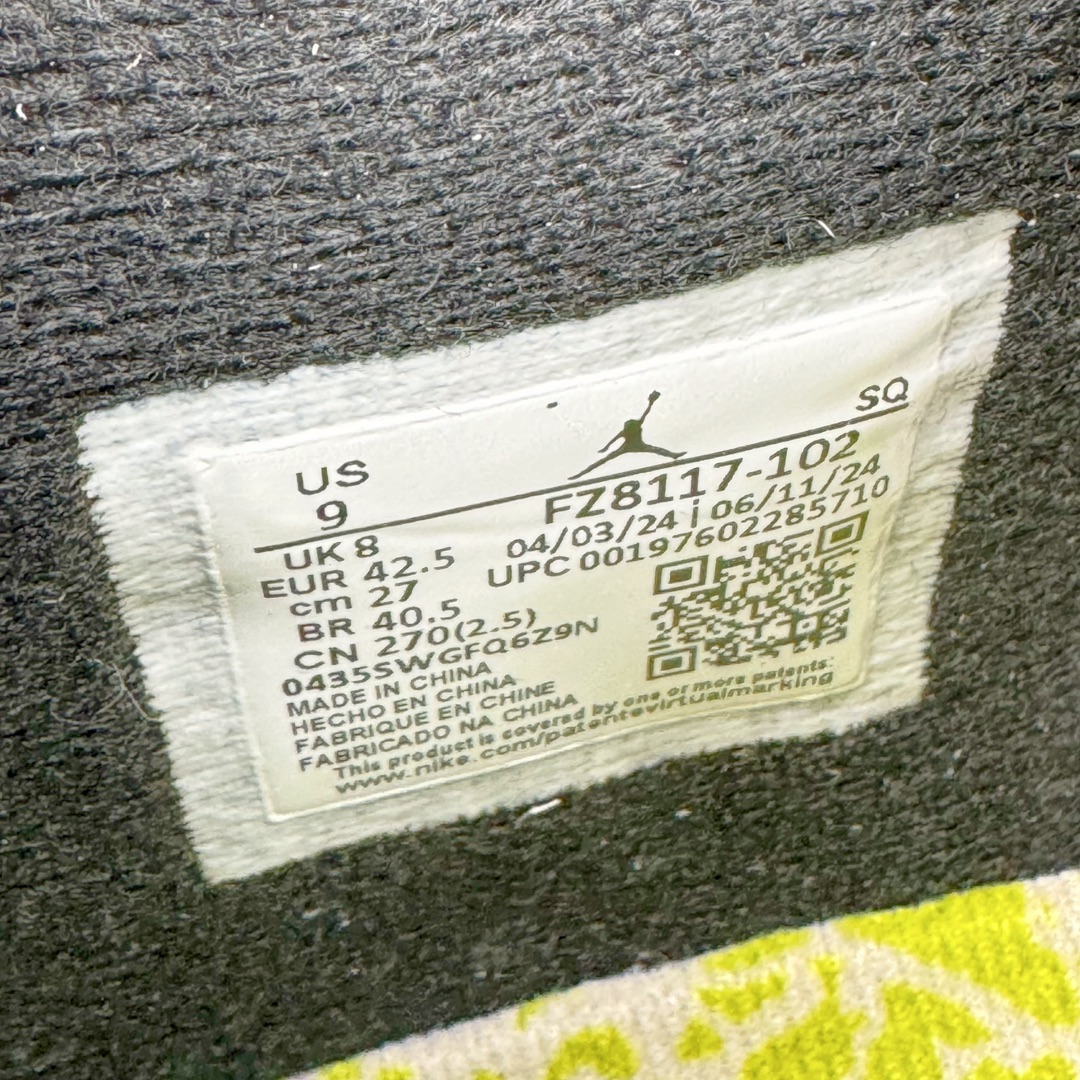 US
9
SQ
FZ8117-102
04/03/24 | 06/11/24
UPC 00197602285710
UK 8
EUR 42.5
cm 27
BR 40.5
CN 270(2.5)
0435SWGFQ6Z9N
MADE IN CHINA
HECHO EN CHINA
FABRIQUE EN CHINE
FABRICADO NA CHINA
This product is covered by one or more patents:
www.nike.com/patentevirtualmarking